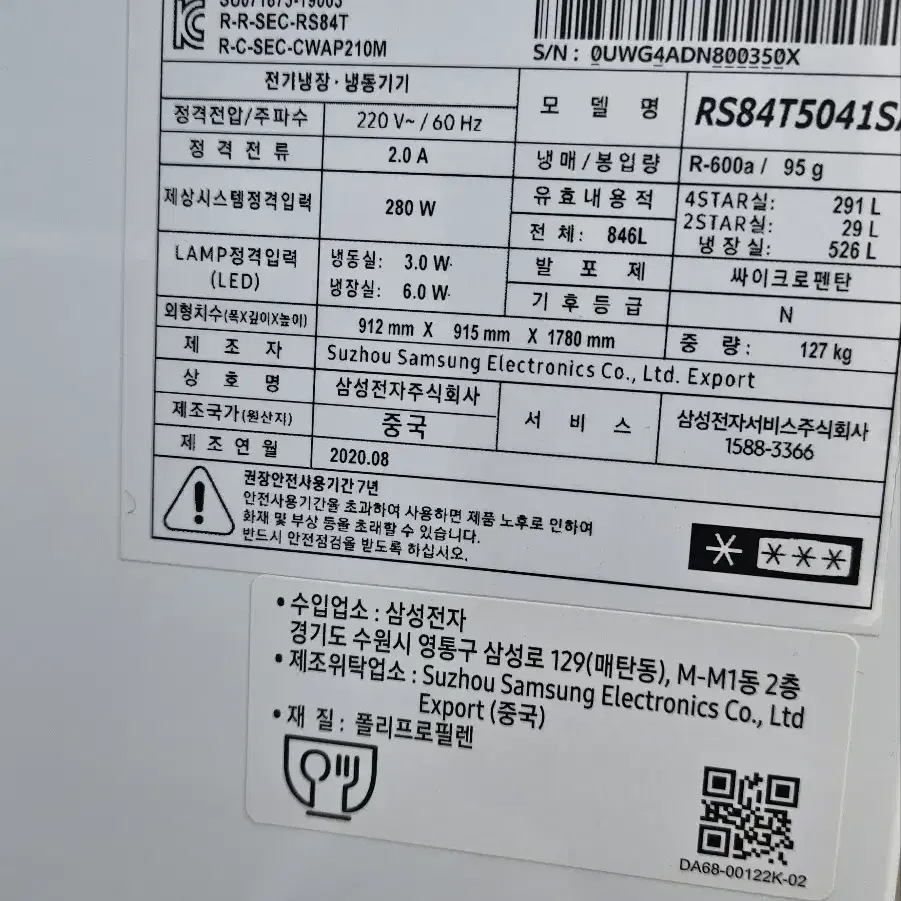 R-R-SEC-RS84T
R-C-SEC-CWAP210M
S/N : 0UWG4ADN800350X
전기냉장·냉동기기
정격전압/주파수 220 V~ / 60 Hz
정 격 전 류 2.0 A
제상시스템정격입력 280 W
LAMP정격입력 (LED)
냉동실: 3.0 W
냉장실: 6.0 W
모 델 명 RS84T5041S
냉매/봉입량 R-600a / 95 g
유효내용적
전 체: 846L
4STAR실: 291 L
2STAR실: 29 L
냉 장 실: 526 L
발 포 제 싸이크로펜탄
기 후 등 급 N
외형치수(폭X깊이X높이) 912 mm X 915 mm X 1780 mm
중 량: 127 kg
제 조 자 Suzhou Samsung Electronics Co., Ltd. Export
상 호 명 삼성전자주식회사
제조국가(원산지) 중국
서 비 스 삼성전자서비스주식회사
1588-3366
제 조 연 월 2020.08
권장안전사용기간 7년
안전사용기간을 초과하여 사용하면 제품 노후로 인하여
화재 및 부상 등을 초래할 수 있습니다.
반드시 안전점검을 받도록 하십시오.
• 수입업소 : 삼성전자
경기도 수원시 영통구 삼성로 129(매탄동), M-M1동 2층
• 제조위탁업소 : Suzhou Samsung Electronics Co., Ltd
Export (중국)
• 재 질 : 폴리프로필렌
DA68-00122K-02